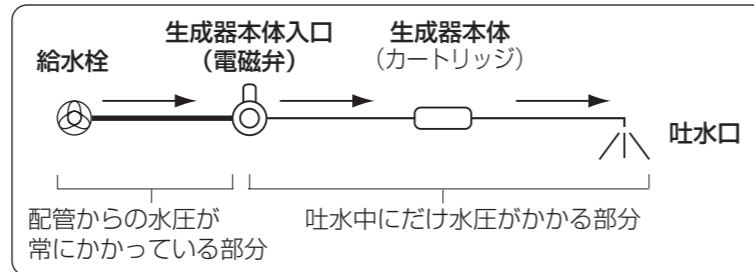 生成器本体入口
(電磁弁)
生成器本体
(カートリッジ)
給水栓
吐水口
配管からの水圧が
常にかかっている部分
吐水中にだけ水圧がかかる部分